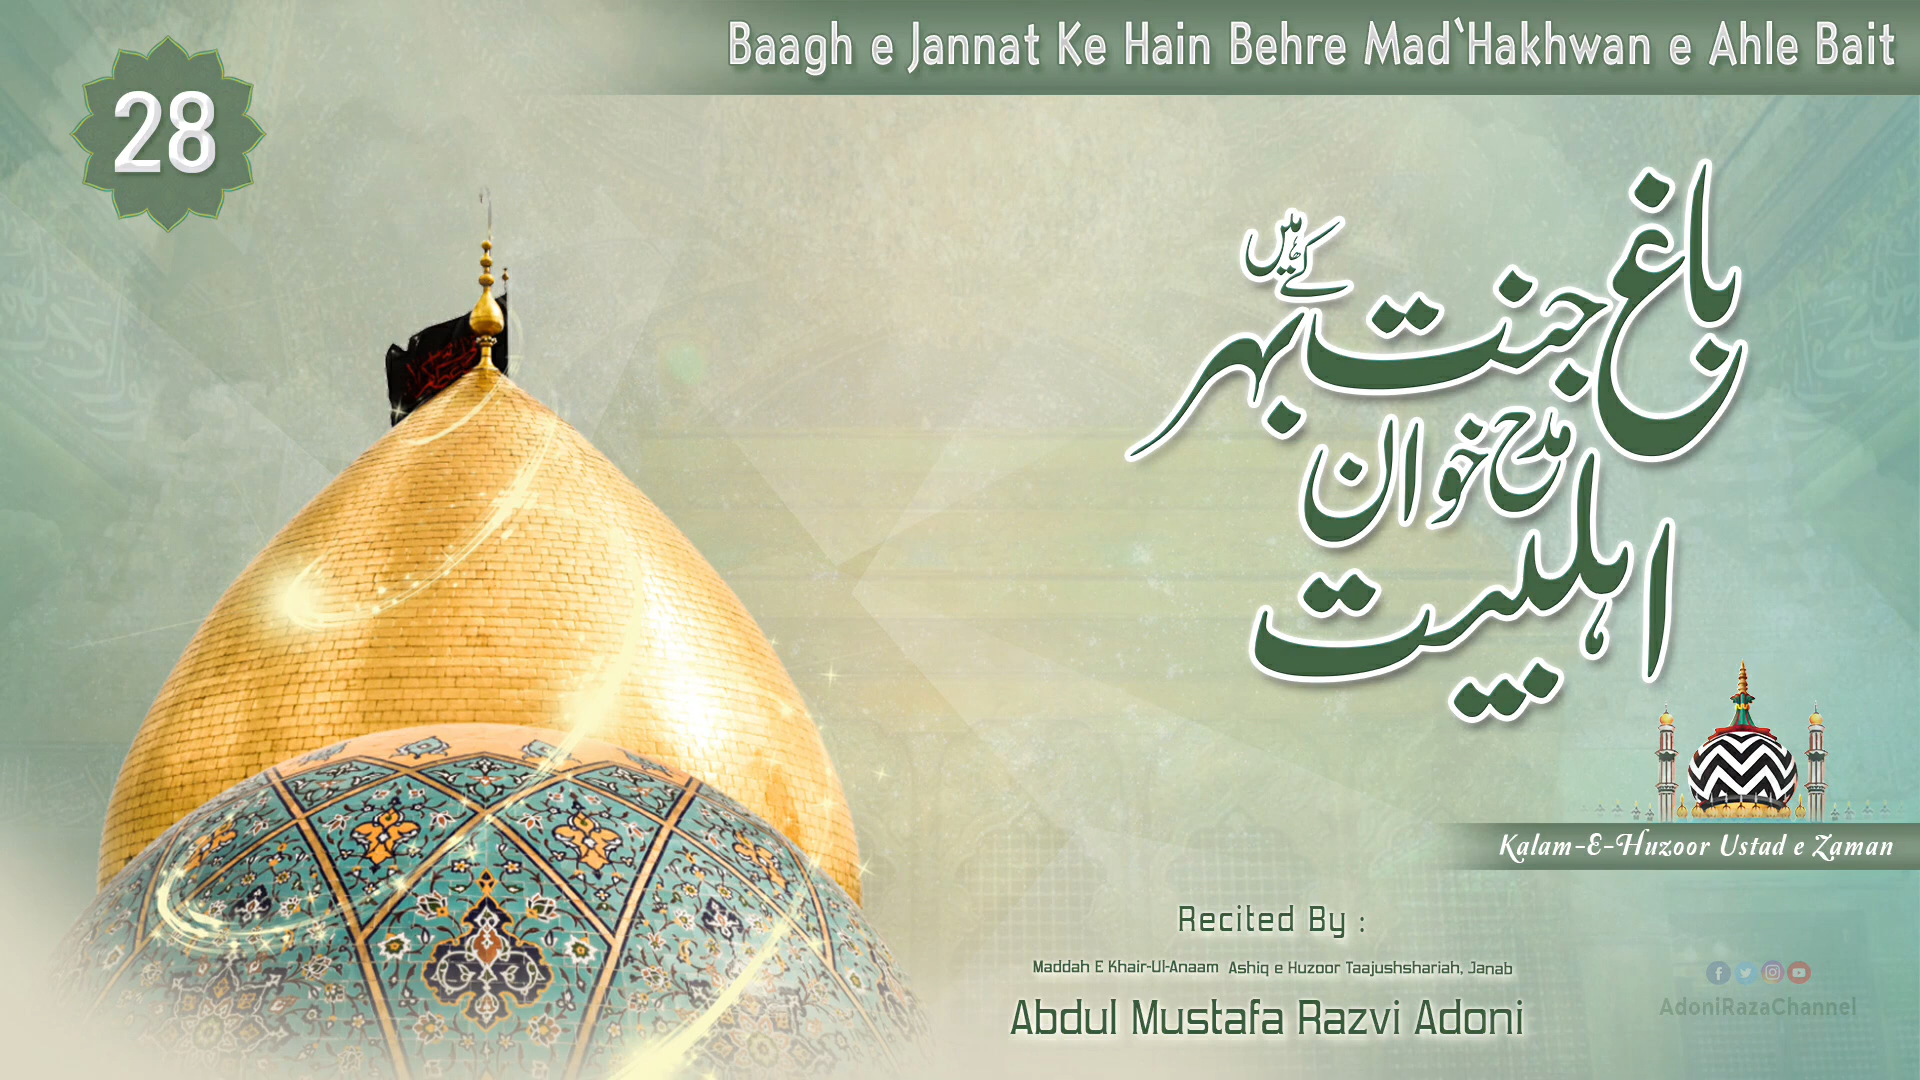 Baagh e Jannat Ke Hain Behre Mad`Hakhwan e Ahle Bait
28
باغ جنت کے ہیں بہر
مدح خوان
اہلبیت
Kalam-E-Huzoor Ustad e Zaman
Recited By :
Maddah E Khair-Ul-Anaam Ashiq e Huzoor Taajushshariah, Janab
Abdul Mustafa Razvi Adoni
AdoniRazaChannel